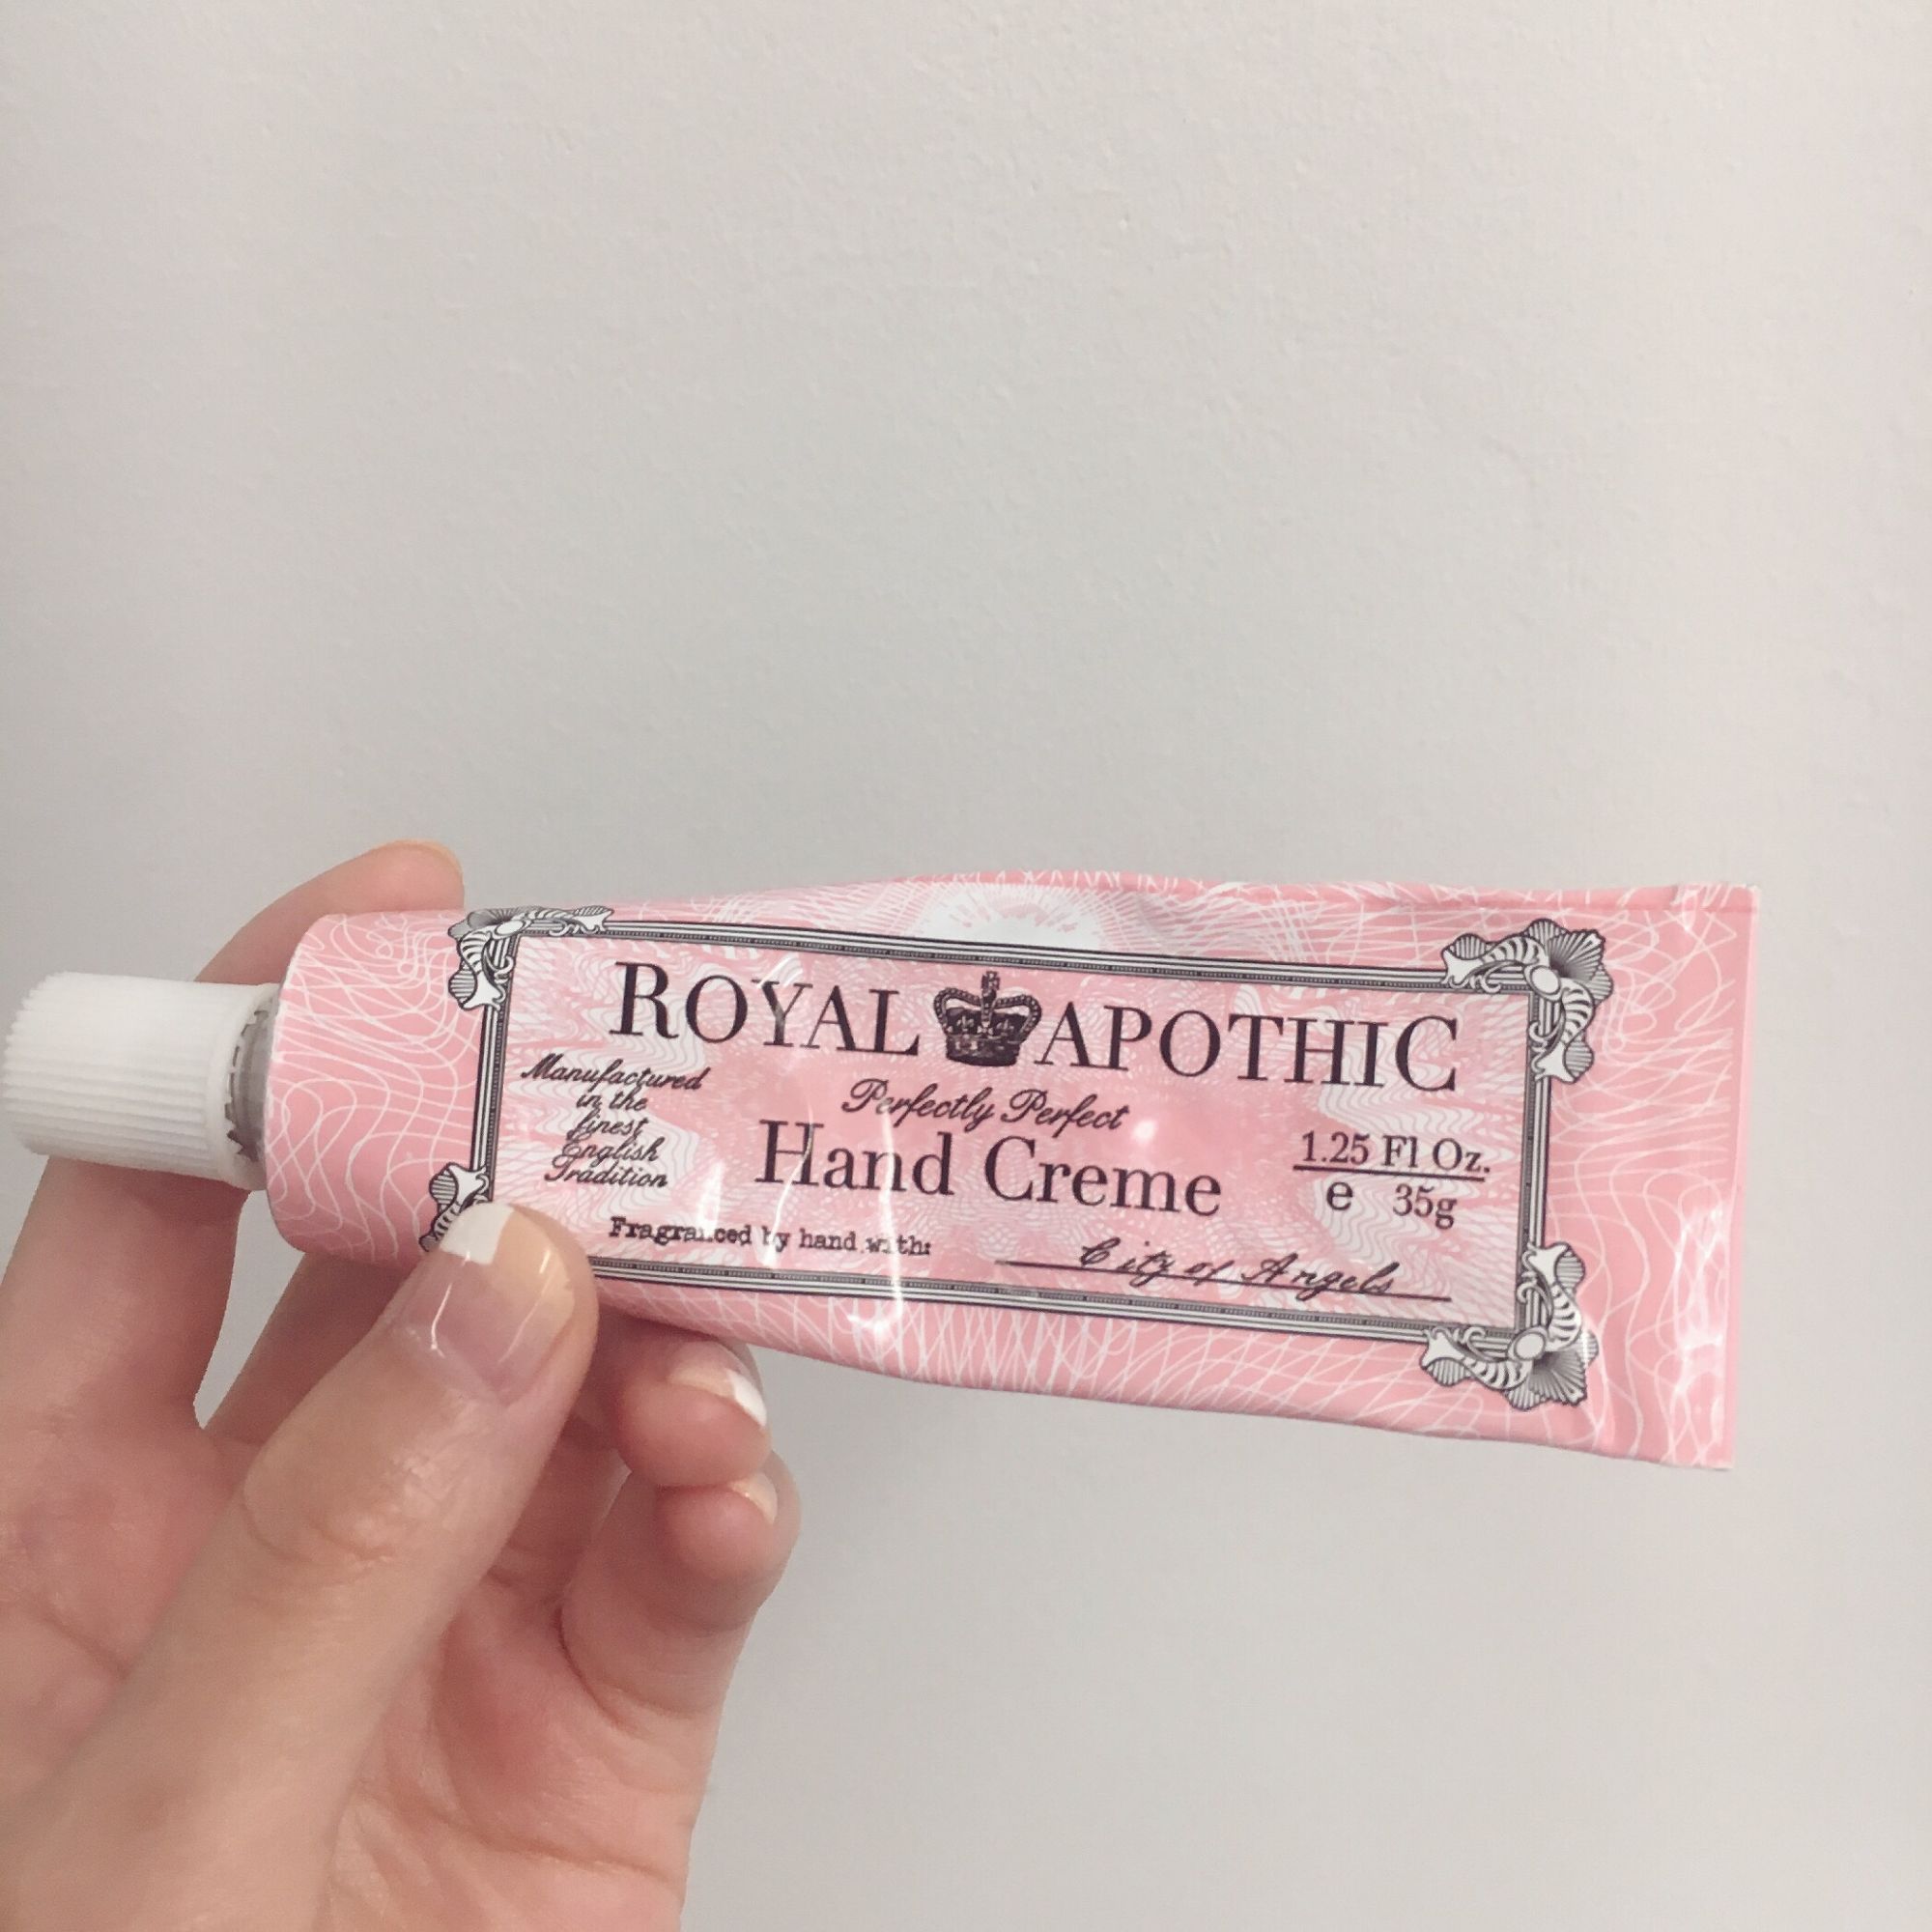 ROYAL APOTHIC
Manufactured
in the
finest
English
Tradition
Perfectly Perfect
Hand Creme
1.25 Fl Oz.
e 35g
Fragranced by hand with:
City of Angels